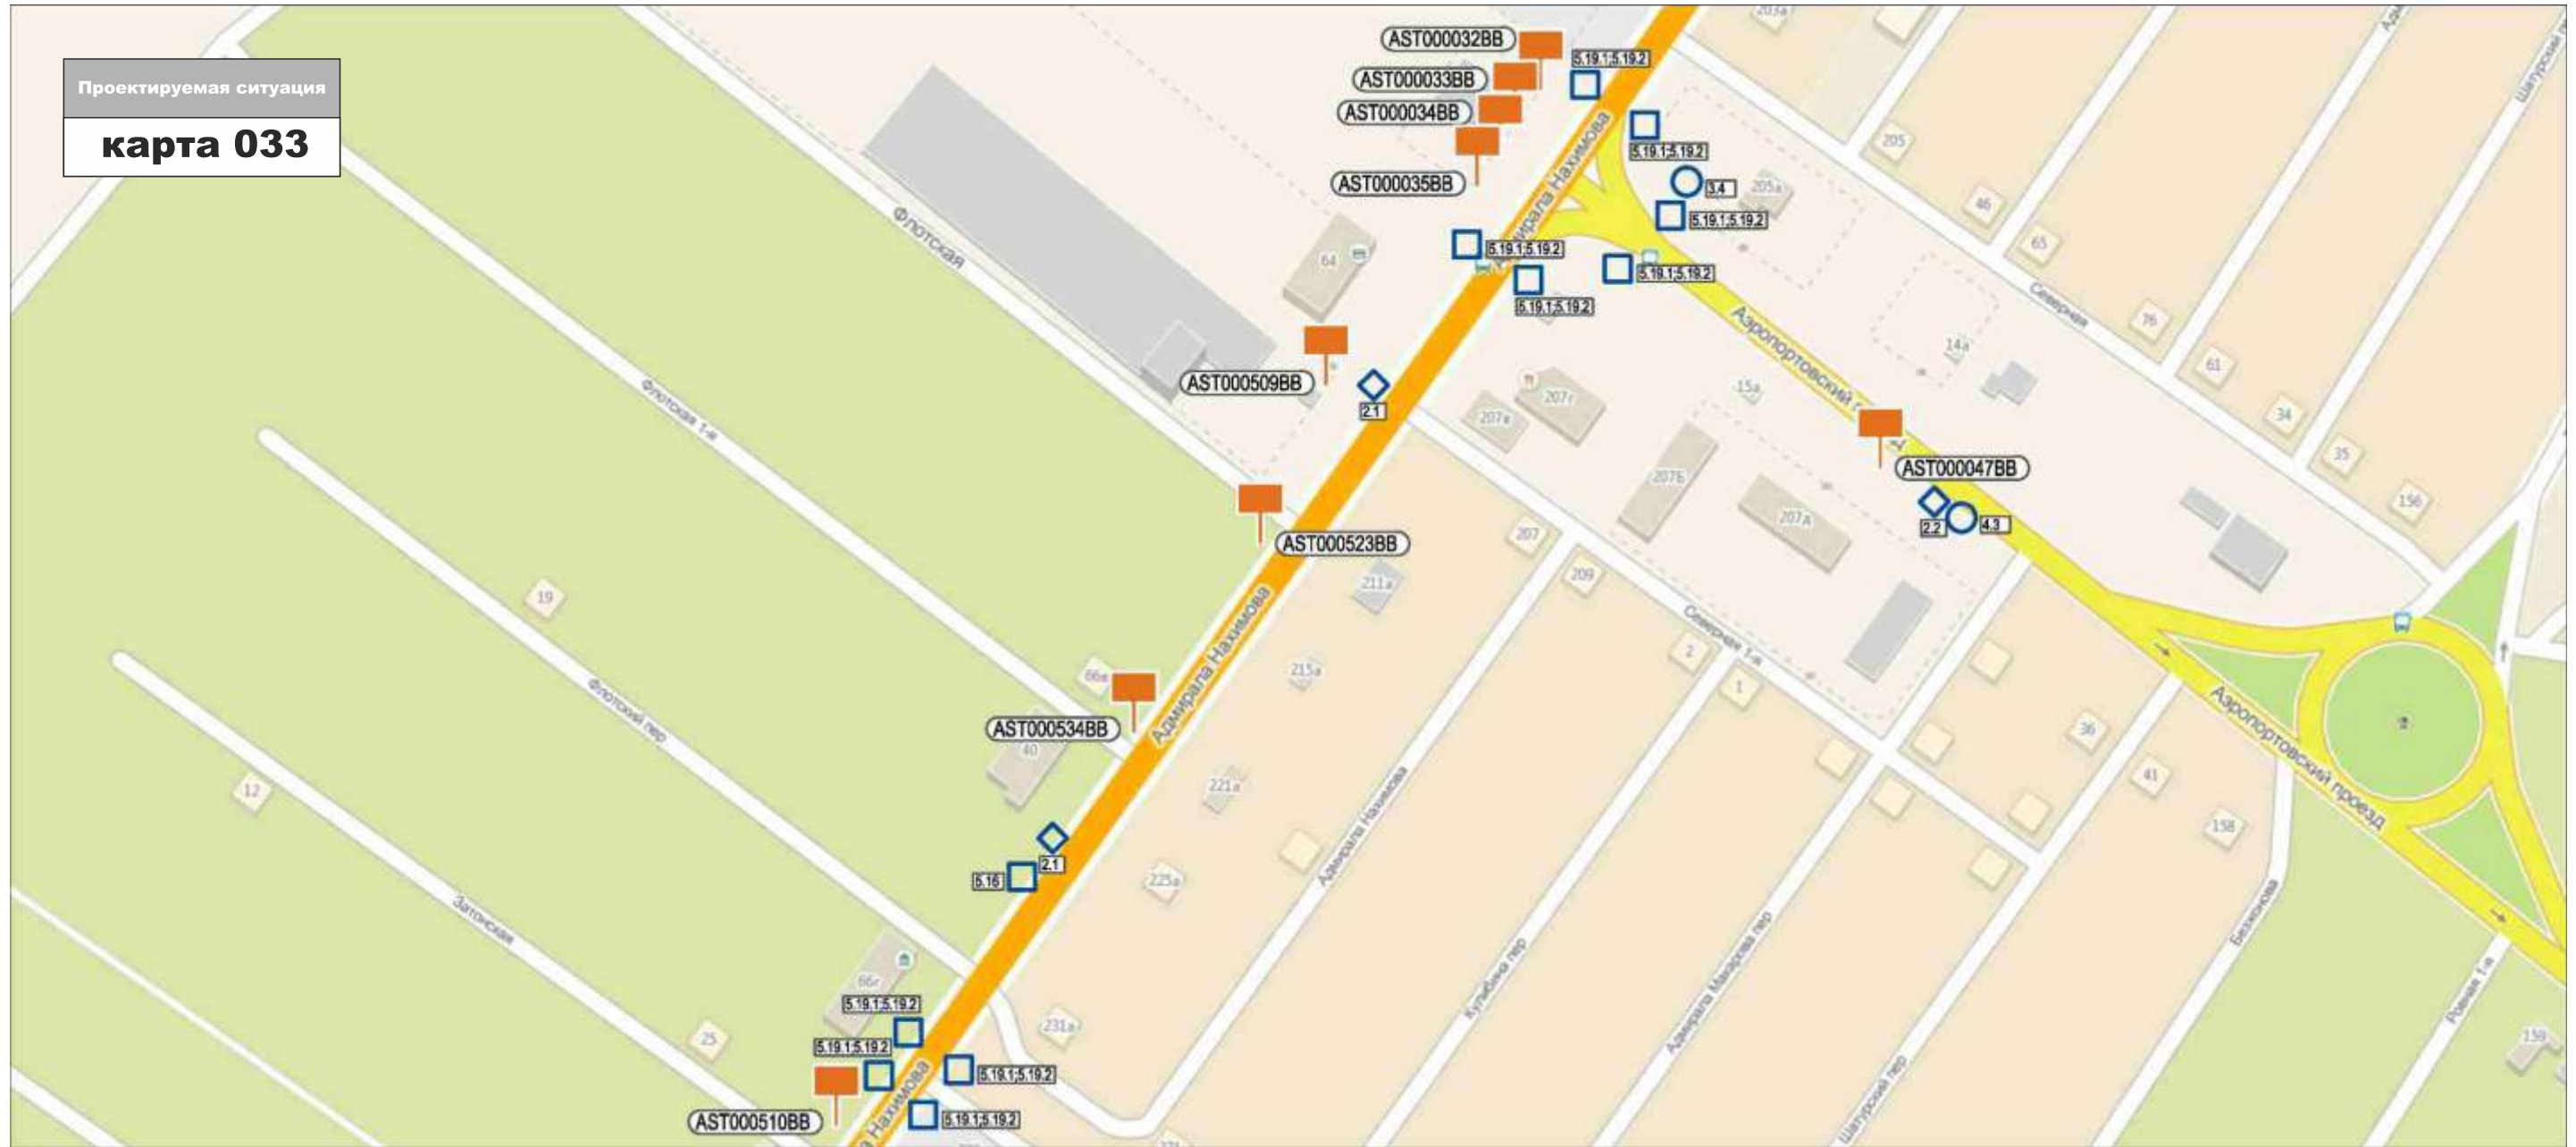 Проектируемая ситуация
карта 033
AST000032BB
5.19.1;5.19.2
AST000033BB
AST000034BB
AST000035BB
5.19.1;5.19.2
3.4
205а
5.19.1;5.19.2
5.19.1;5.19.2
5.19.1;5.19.2
5.19.1;5.19.2
Адмирала Нахимова
203а
205
46
65
Северная
76
61
34
35
156
Шатурский п
Адм
Флотская
64
AST000509BB
2.1
Аэропортовский
14а
15а
207г
207в
207Б
207А
AST000047BB
2.2
4.3
Флотская 1-я
AST000523BB
207
209
211а
215а
Северная 1-я
2
1
19
66в
AST000534BB
40
Адмирала Нахимова
Флотский пер
12
221а
225а
2.1
5.16
Затонская
Адмирала Нахимова
Кулибина пер
Адмирала Макарова пер
Шатурский пер
36
41
158
Аэропортовский проезд
Безжонова
Ровная 1-я
159
66г
25
231а
5.19.1;5.19.2
5.19.1;5.19.2
5.19.1;5.19.2
5.19.1;5.19.2
AST000510BB
а Нахимова